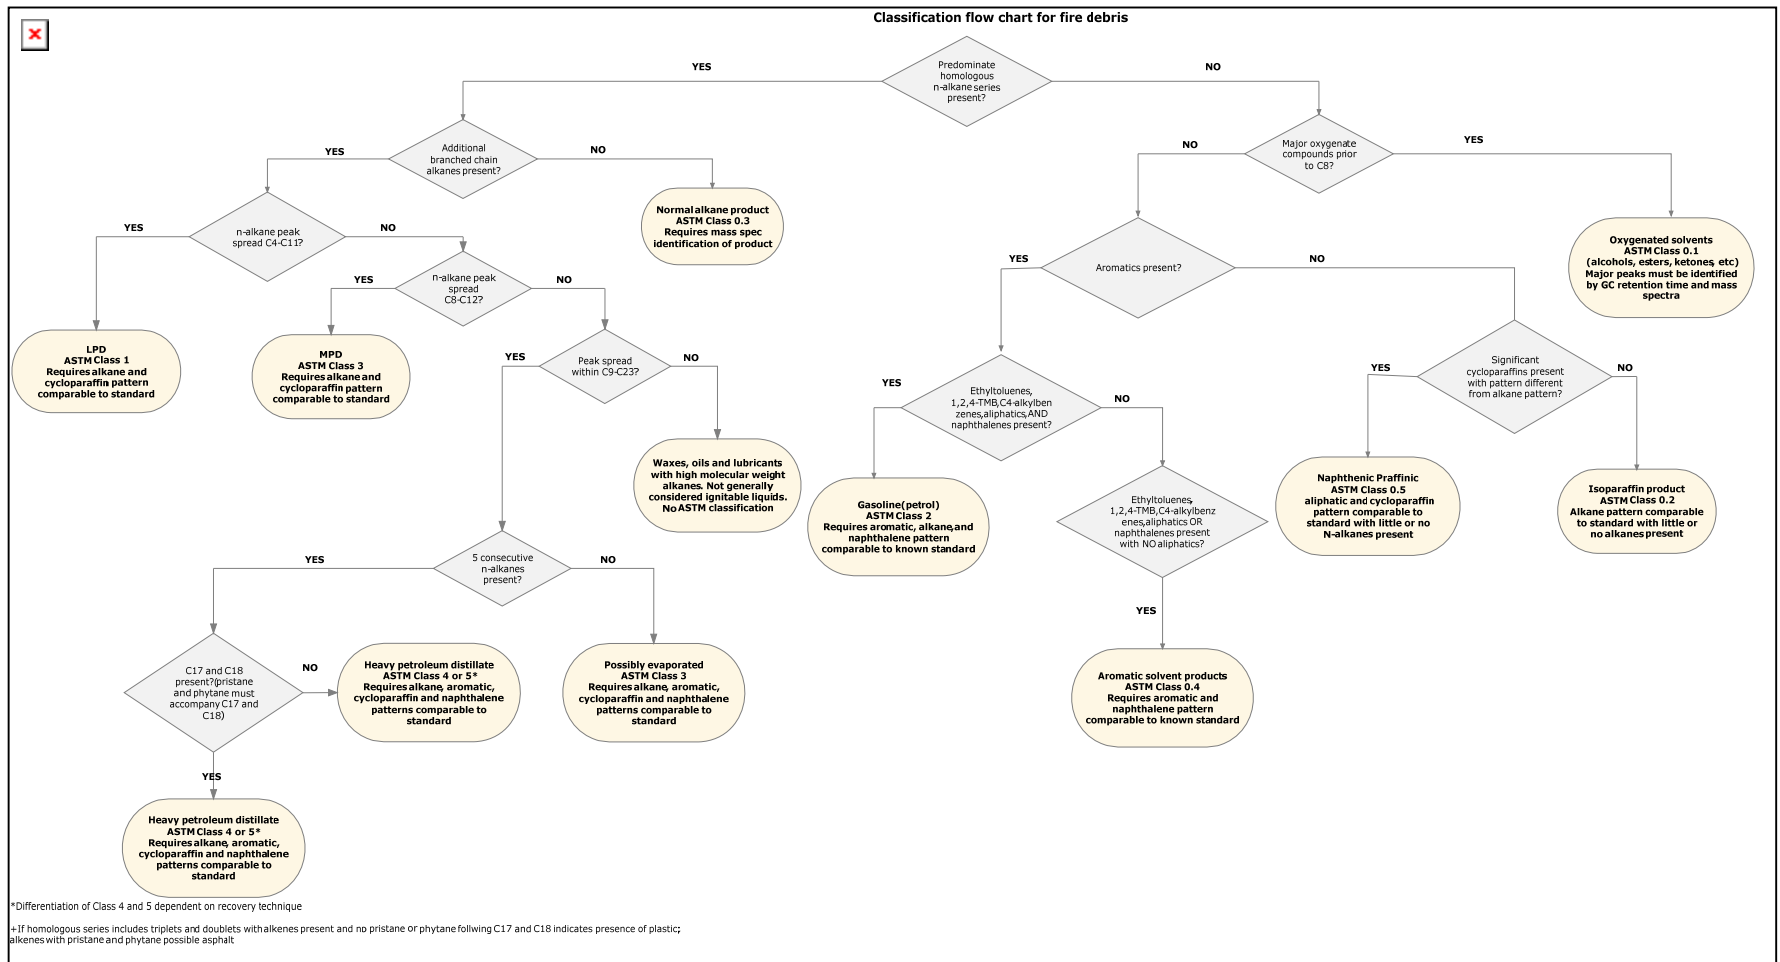 Classification flow chart for fire debris
Predominate
homologous
n-alkane series
present?
YES
NO
Additional
branched chain
alkanes present?
YES
NO
Major oxygenate
compounds prior
to C8?
NO
YES
Normal alkane product
ASTM Class 0.3
Requires mass spec
identification of product
n-alkane peak
spread C4-C11?
YES
NO
Oxygenated solvents
ASTM Class 0.1
(alcohols, esters, ketones, etc)
Major peaks must be identified
by GC retention time and mass
spectra
n-alkane peak
spread
C8-C12?
YES
NO
Aromatics present?
YES
NO
LPD
ASTM Class 1
Requires alkane and
cycloparaffin pattern
comparable to standard
MPD
ASTM Class 3
Requires alkane and
cycloparaffin pattern
comparable to standard
Peak spread
within C9-C23?
YES
NO
Significant
cycloparaffins present
with pattern different
from alkane pattern?
YES
NO
Ethyltoluenes,
1,2,4-TMB,C4-alkylben
zenes,aliphatics,AND
naphthalenes present?
YES
NO
Waxes, oils and lubricants
with high molecular weight
alkanes. Not generally
considered ignitable liquids.
No ASTM classification
Gasoline(petrol)
ASTM Class 2
Requires aromatic, alkane,and
naphthalene pattern
comparable to known standard
Ethyltoluenes,
1,2,4-TMB,C4-alkylbenz
enes,aliphatics OR
naphthalenes present
with NO aliphatics?
YES
Naphthenic Praffinic
ASTM Class 0.5
aliphatic and cycloparaffin
pattern comparable to
standard with little or no
N-alkanes present
Isoparaffin product
ASTM Class 0.2
Alkane pattern comparable
to standard with little or
no alkanes present
5 consecutive
n-alkanes
present?
YES
NO
C17 and C18
present?(pristane
and phytane must
accompany C17 and
C18)
NO
YES
Heavy petroleum distillate
ASTM Class 4 or 5*
Requires alkane, aromatic,
cycloparaffin and naphthalene
patterns comparable to
standard
Possibly evaporated
ASTM Class 3
Requires alkane, aromatic,
cycloparaffin and naphthalene
patterns comparable to
standard
Aromatic solvent products
ASTM Class 0.4
Requires aromatic and
naphthalene pattern
comparable to known standard
Heavy petroleum distillate
ASTM Class 4 or 5*
Requires alkane, aromatic,
cycloparaffin and naphthalene
patterns comparable to
standard
*Differentiation of Class 4 and 5 dependent on recovery technique
+If homologous series includes triplets and doublets with alkenes present and no pristane or phytane follwing C17 and C18 indicates presence of plastic;
alkenes with pristane and phytane possible asphalt